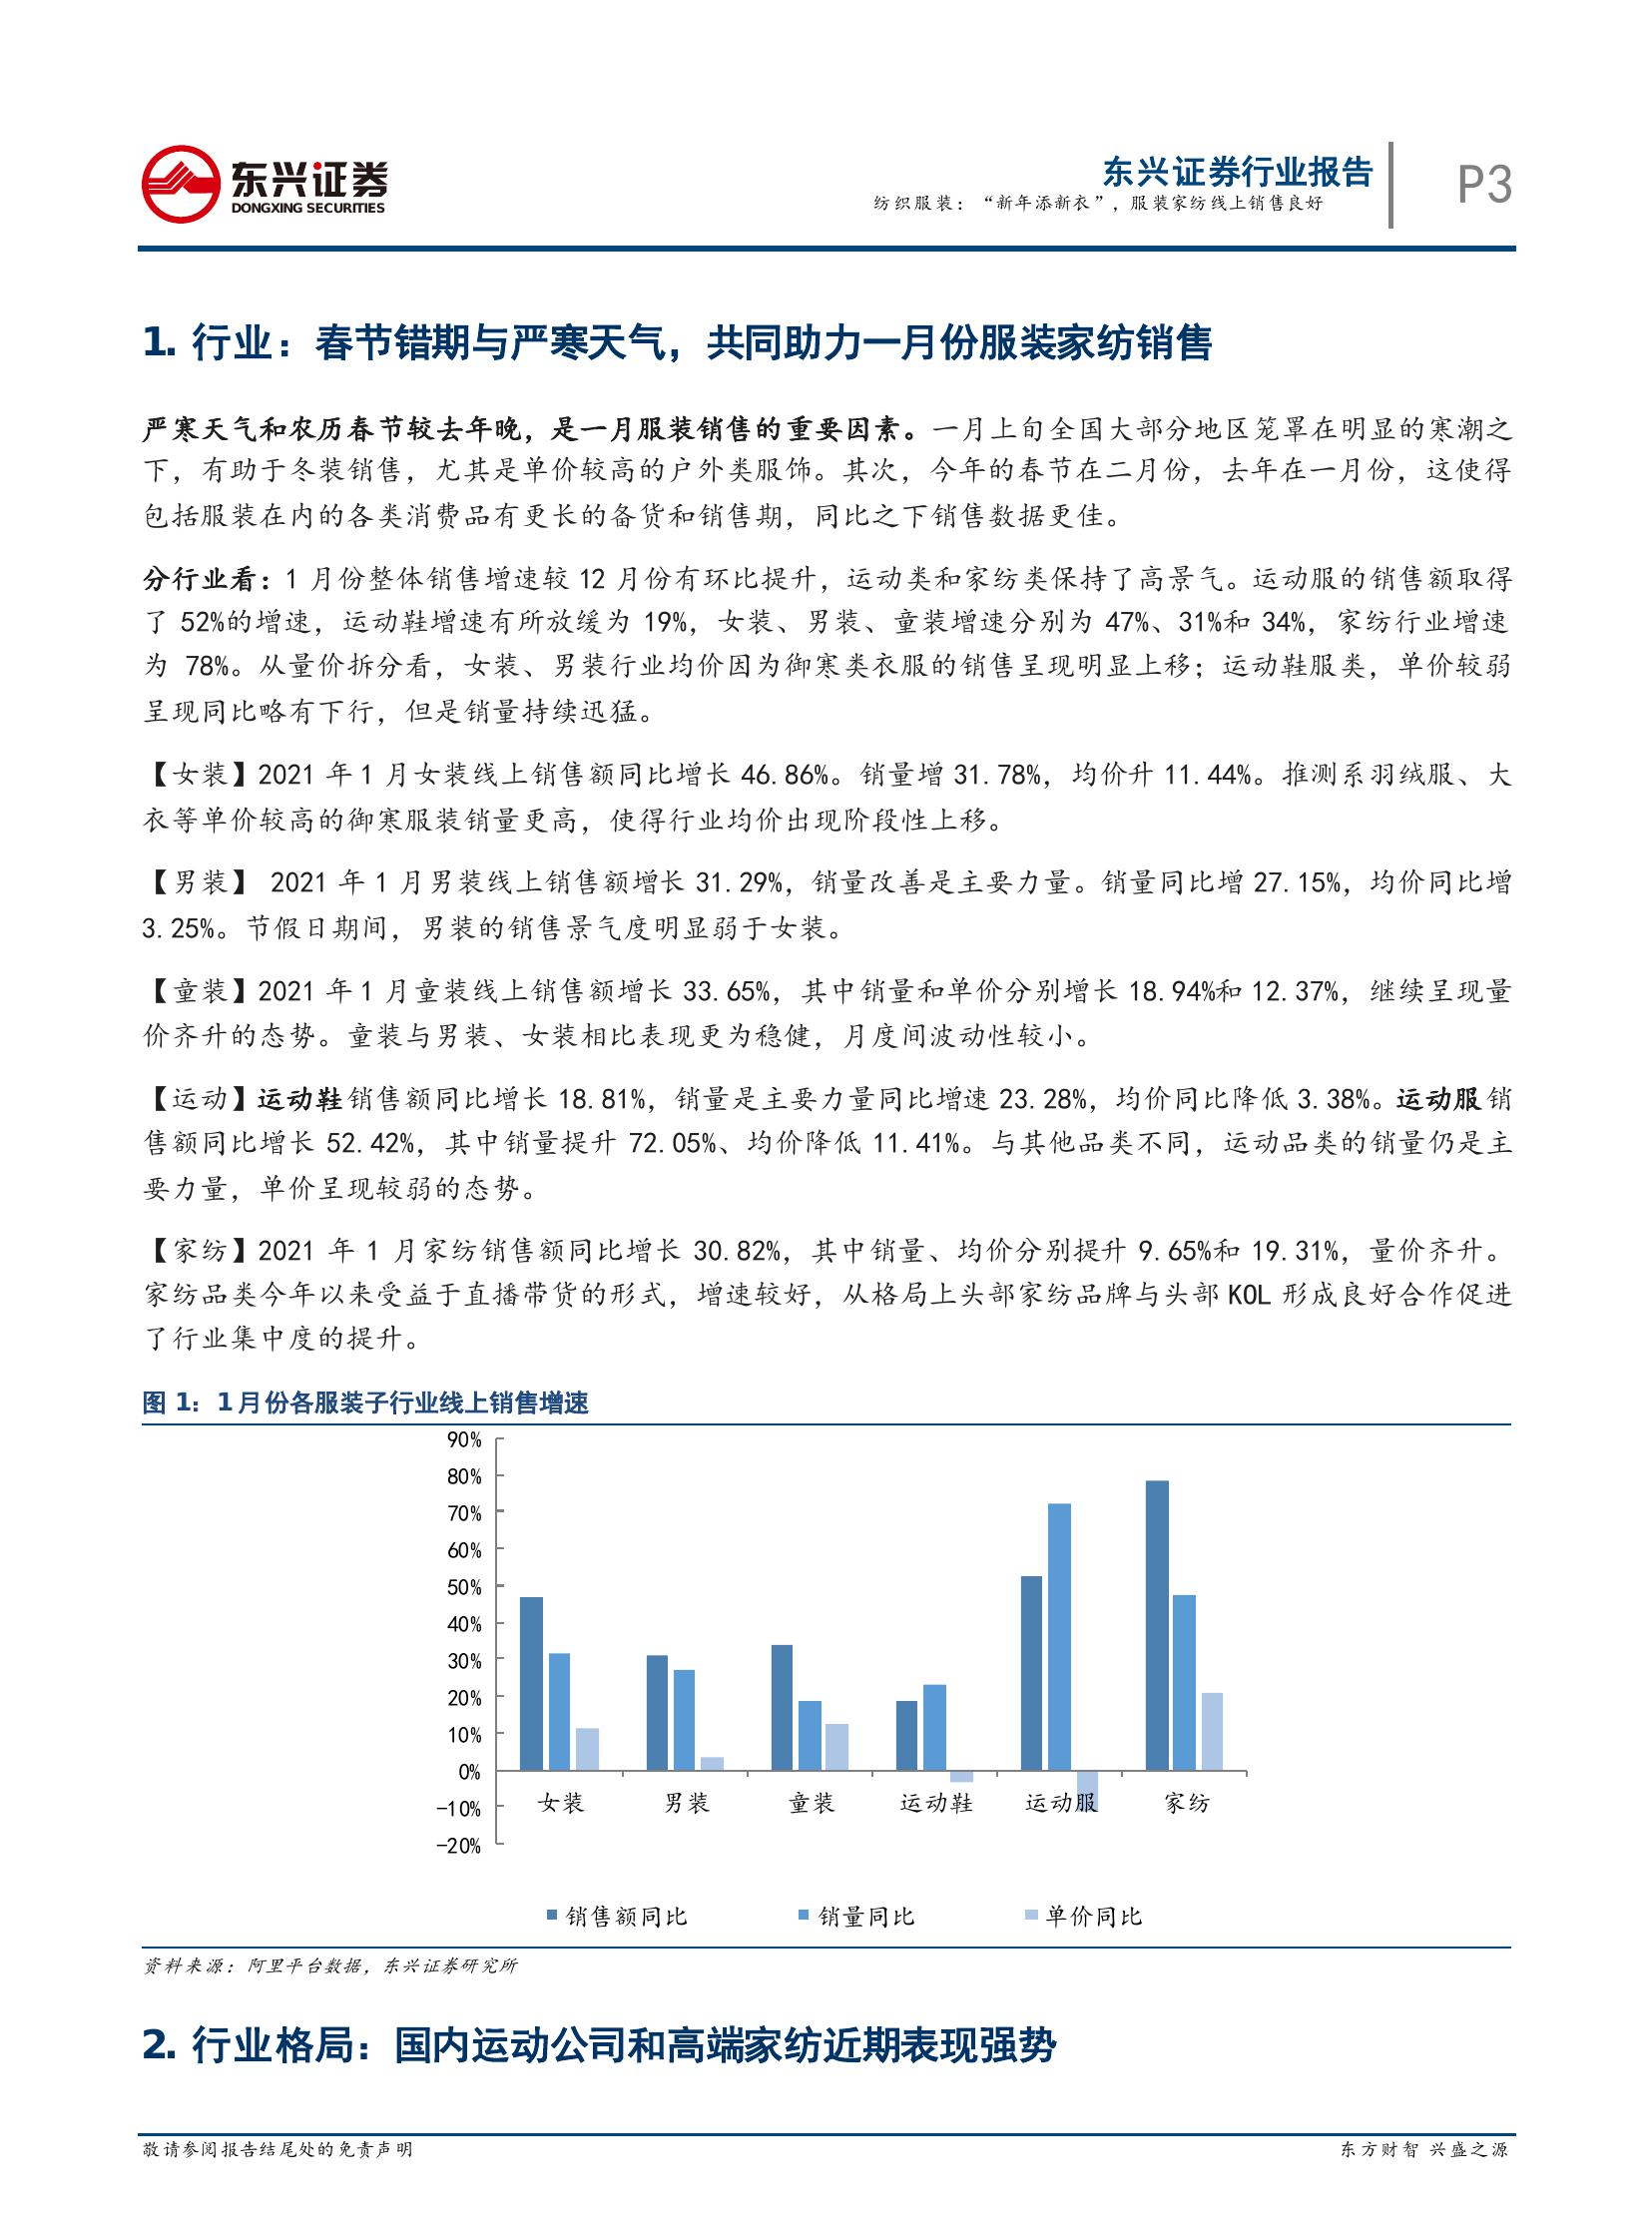 东兴证券
DONGXING SECURITIES
东兴证券行业报告
纺织服装：“新年添新衣”，服装家纺线上销售良好
P3
1. 行业：春节错期与严寒天气，共同助力一月份服装家纺销售
严寒天气和农历春节较去年晚，是一月服装销售的重要因素。一月上旬全国大部分地区笼罩在明显的寒潮之
下，有助于冬装销售，尤其是单价较高的户外类服饰。其次，今年的春节在二月份，去年在一月份，这使得
包括服装在内的各类消费品有更长的备货和销售期，同比之下销售数据更佳。
分行业看：1 月份整体销售增速较 12 月份有环比提升，运动类和家纺类保持了高景气。运动服的销售额取得
了 52%的增速，运动鞋增速有所放缓为 19%，女装、男装、童装增速分别为 47%、31%和 34%，家纺行业增速
为 78%。从量价拆分看，女装、男装行业均价因为御寒类衣服的销售呈现明显上移；运动鞋服类，单价较弱
呈现同比略有下行，但是销量持续迅猛。
【女装】2021 年 1 月女装线上销售额同比增长 46.86%。销量增 31.78%，均价升 11.44%。推测系羽绒服、大
衣等单价较高的御寒服装销量更高，使得行业均价出现阶段性上移。
【男装】 2021 年 1 月男装线上销售额增长 31.29%，销量改善是主要力量。销量同比增 27.15%，均价同比增
3.25%。节假日期间，男装的销售景气度明显弱于女装。
【童装】2021 年 1 月童装线上销售额增长 33.65%，其中销量和单价分别增长 18.94%和 12.37%，继续呈现量
价齐升的态势。童装与男装、女装相比表现更为稳健，月度间波动性较小。
【运动】运动鞋销售额同比增长 18.81%，销量是主要力量同比增速 23.28%，均价同比降低 3.38%。运动服销
售额同比增长 52.42%，其中销量提升 72.05%、均价降低 11.41%。与其他品类不同，运动品类的销量仍是主
要力量，单价呈现较弱的态势。
【家纺】2021 年 1 月家纺销售额同比增长 30.82%，其中销量、均价分别提升 9.65%和 19.31%，量价齐升。
家纺品类今年以来受益于直播带货的形式，增速较好，从格局上头部家纺品牌与头部 KOL 形成良好合作促进
了行业集中度的提升。
图 1：1 月份各服装子行业线上销售增速
90%
80%
70%
60%
50%
40%
30%
20%
10%
0%
-10%
-20%
女装 男装 童装 运动鞋 运动服 家纺
销售额同比 销量同比 单价同比
资料来源：阿里平台数据，东兴证券研究所
2. 行业格局：国内运动公司和高端家纺近期表现强势
敬请参阅报告结尾处的免责声明
东方财智 兴盛之源